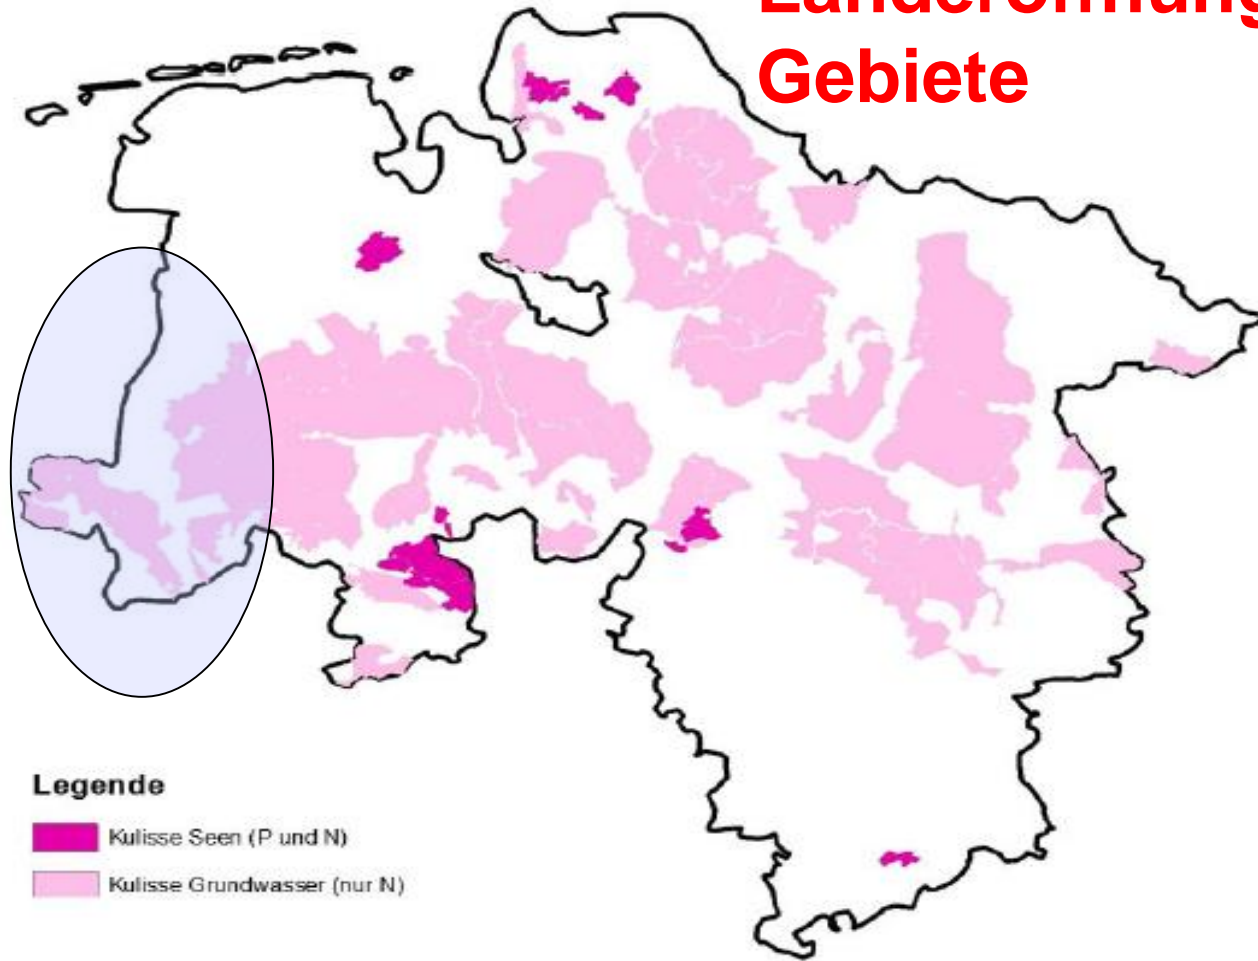 Gebiete
Legende
Kulisse Seen (P und N)
Kulisse Grundwasser (nur N)